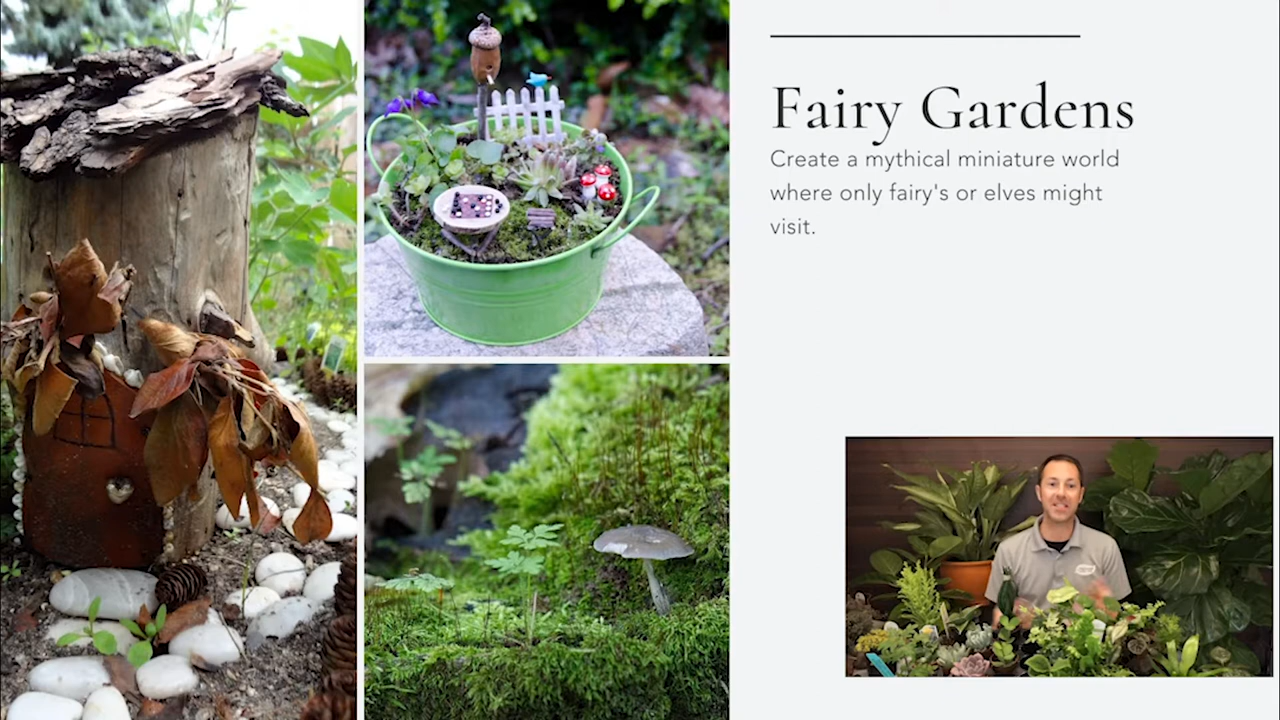 Fairy Gardens
Create a mythical miniature world
where only fairy's or elves might
visit.